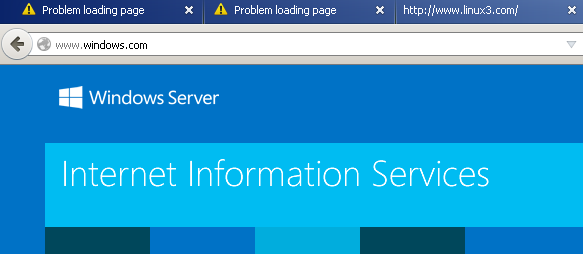 Problem loading page
Problem loading page
http://www.linux3.com/
www.windows.com
Windows Server
Internet Information Services